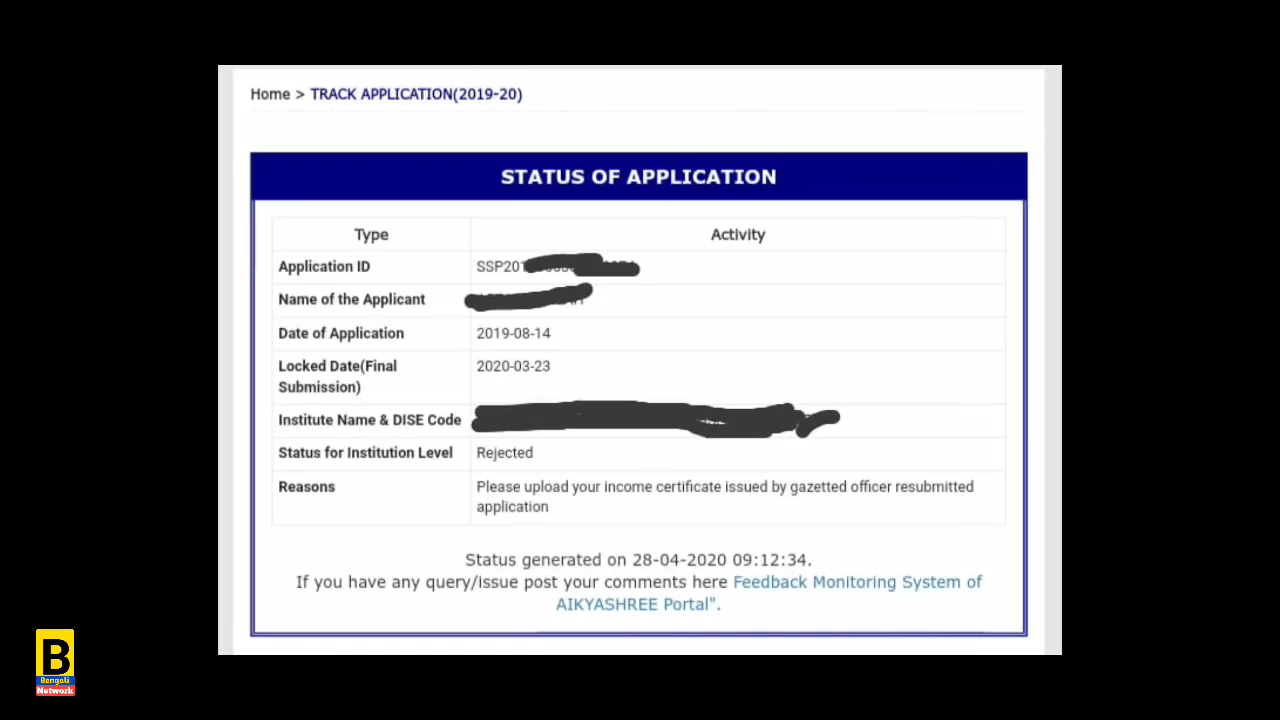 Home > TRACK APPLICATION(2019-20)
STATUS OF APPLICATION
Type Activity
Application ID SSP201
Name of the Applicant
Date of Application 2019-08-14
Locked Date(Final Submission) 2020-03-23
Institute Name & DISE Code
Status for Institution Level Rejected
Reasons Please upload your income certificate issued by gazetted officer resubmitted
application
Status generated on 28-04-2020 09:12:34.
If you have any query/issue post your comments here Feedback Monitoring System of
AIKYASHREE Portal".
B
Bengali
Network